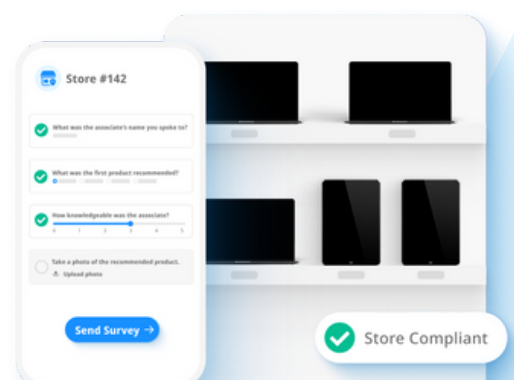 Store #142
What was the associate's name you spoke to?
What was the first product recommended?
How knowledgeable was the associate?
0 1 2 3 4 5
Take a photo of the recommended product.
Upload photo
Send Survey →
Store Compliant